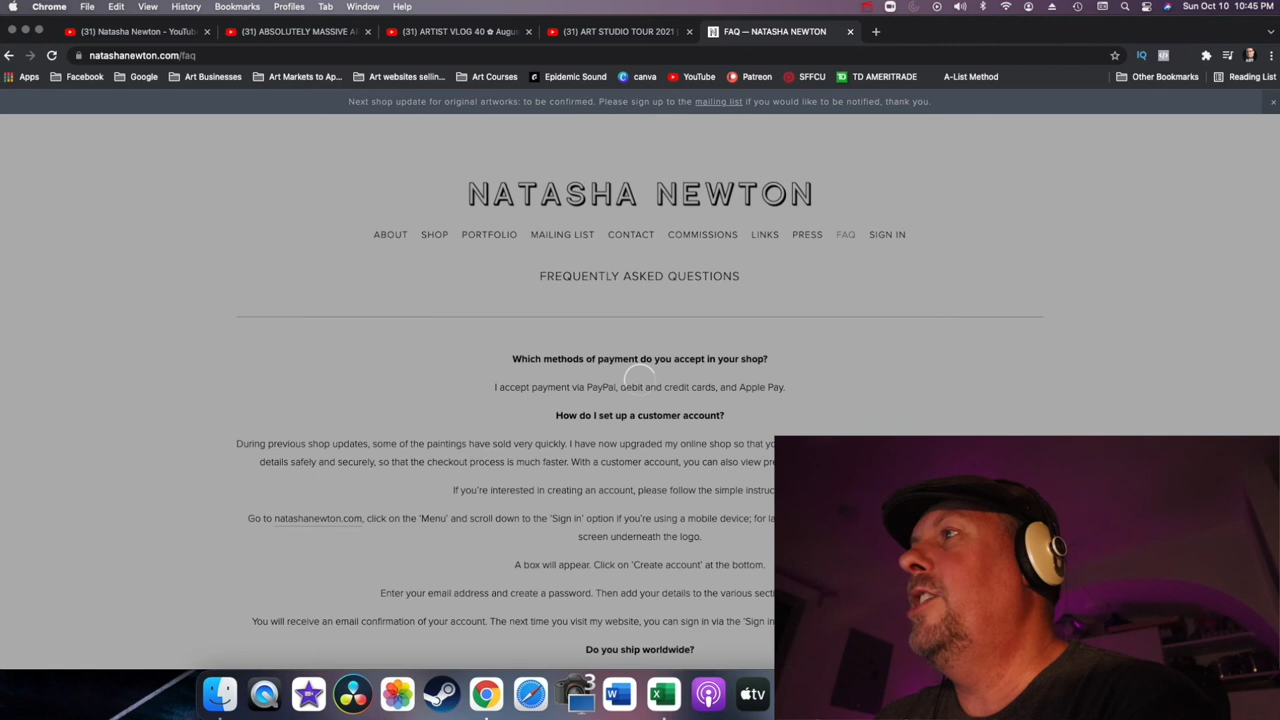 Chrome File Edit View History Bookmarks Profiles Tab Window Help Sun Oct 10 10:45 PM
(31) Natasha Newton - YouTub (31) ABSOLUTELY MASSIVE A (31) ARTIST VLOG 40 ✿ Augus (31) ART STUDIO TOUR 2021 | FAQ — NATASHA NEWTON
natashanewton.com/faq
Apps Facebook Google Art Businesses Art Markets to Ap... Art websites sellin... Art Courses Epidemic Sound canva YouTube Patreon SFFCU TD AMERITRADE A-List Method Other Bookmarks Reading List
Next shop update for original artworks: to be confirmed. Please sign up to the mailing list if you would like to be notified, thank you.
NATASHA NEWTON
ABOUT SHOP PORTFOLIO MAILING LIST CONTACT COMMISSIONS LINKS PRESS FAQ SIGN IN
FREQUENTLY ASKED QUESTIONS
Which methods of payment do you accept in your shop?
I accept payment via PayPal, debit and credit cards, and Apple Pay.
How do I set up a customer account?
During previous shop updates, some of the paintings have sold very quickly. I have now upgraded my online shop so that
details safely and securely, so that the checkout process is much faster. With a customer account, you can also view
If you're interested in creating an account, please follow the simple
Go to natashanewton.com, click on the 'Menu' and scroll down to the 'Sign in' option if you're using a mobile device; for
screen underneath the logo.
A box will appear. Click on 'Create account' at the bottom.
Enter your email address and create a password. Then add your details to the various
You will receive an email confirmation of your account. The next time you visit my website, you can sign in via the 'Sign in
Do you ship worldwide?
3
W X tv